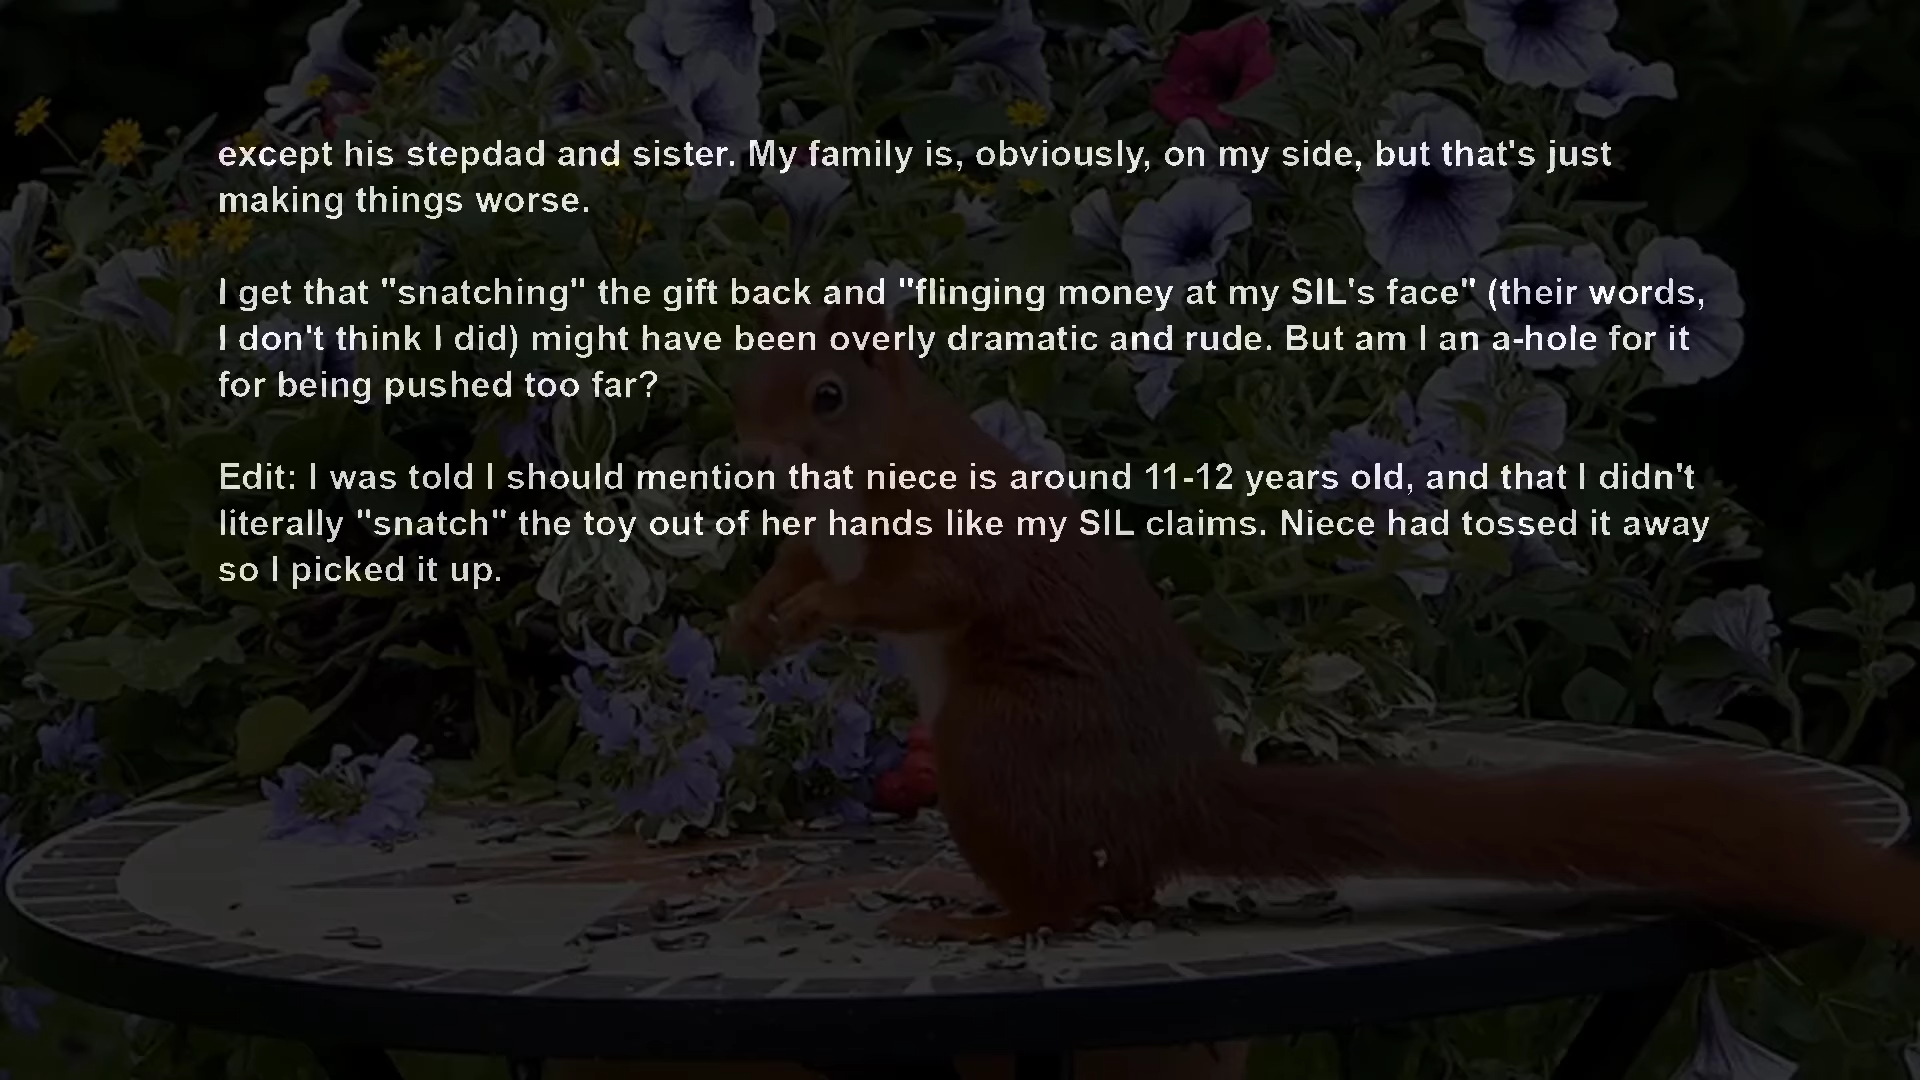 except his stepdad and sister. My family is, obviously, on my side, but that's just
making things worse.
I get that "snatching" the gift back and "flinging money at my SIL's face" (their words,
I don't think I did) might have been overly dramatic and rude. But am I an a-hole for it
for being pushed too far?
Edit: I was told I should mention that niece is around 11-12 years old, and that I didn't
literally "snatch" the toy out of her hands like my SIL claims. Niece had tossed it away
so I picked it up.